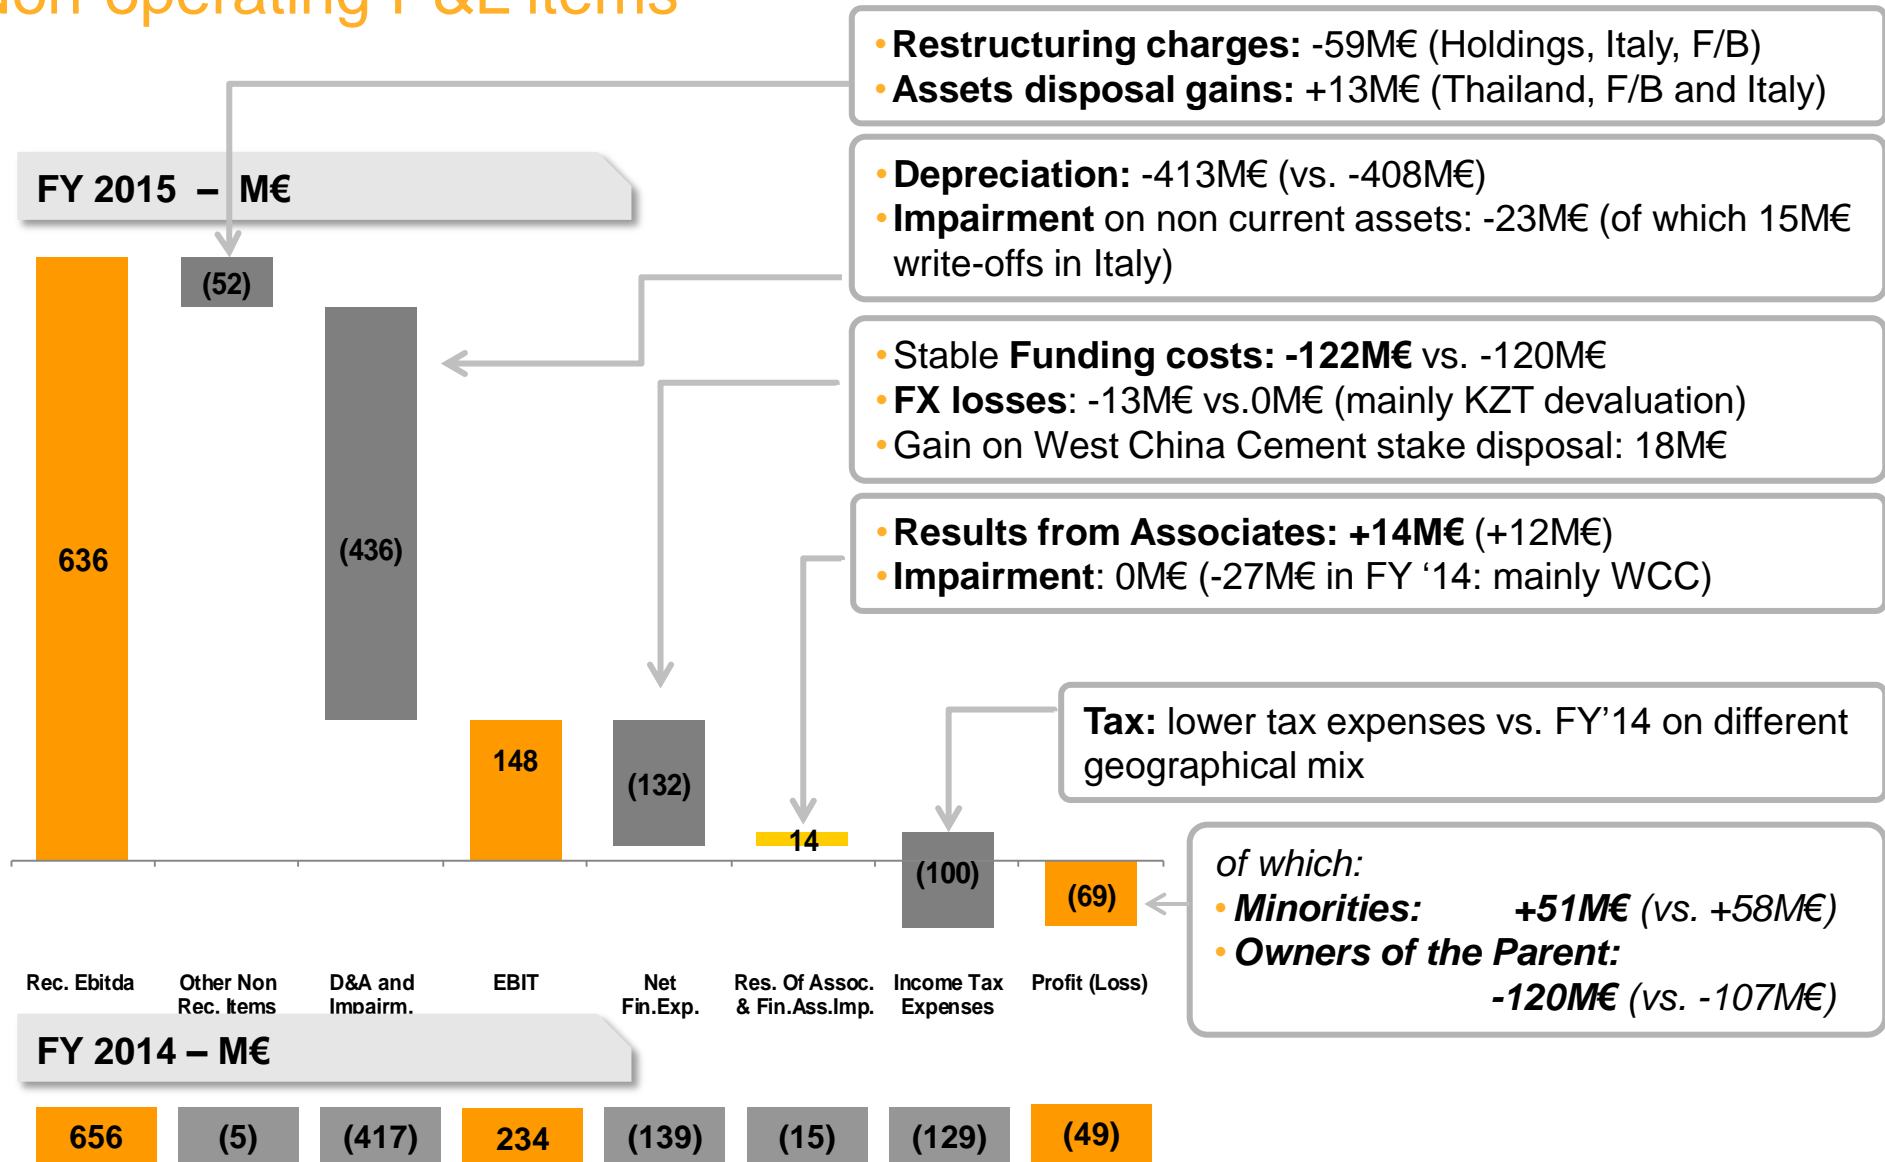 Non operating P&L items
• Restructuring charges: -59M€ (Holdings, Italy, F/B)
• Assets disposal gains: +13M€ (Thailand, F/B and Italy)
FY 2015 – M€
• Depreciation: -413M€ (vs. -408M€)
• Impairment on non current assets: -23M€ (of which 15M€
write-offs in Italy)
• Stable Funding costs: -122M€ vs. -120M€
• FX losses: -13M€ vs.0M€ (mainly KZT devaluation)
• Gain on West China Cement stake disposal: 18M€
• Results from Associates: +14M€ (+12M€)
• Impairment: 0M€ (-27M€ in FY ‘14: mainly WCC)
Tax: lower tax expenses vs. FY’14 on different
geographical mix
of which:
• Minorities: +51M€ (vs. +58M€)
• Owners of the Parent:
-120M€ (vs. -107M€)
636
(52)
(436)
148
(132)
14
(100)
(69)
Rec. Ebitda
Other Non
Rec. Items
D&A and
Impairm.
EBIT
Net
Fin.Exp.
Res. Of Assoc.
& Fin.Ass.Imp.
Income Tax
Expenses
Profit (Loss)
FY 2014 – M€
656
(5)
(417)
234
(139)
(15)
(129)
(49)